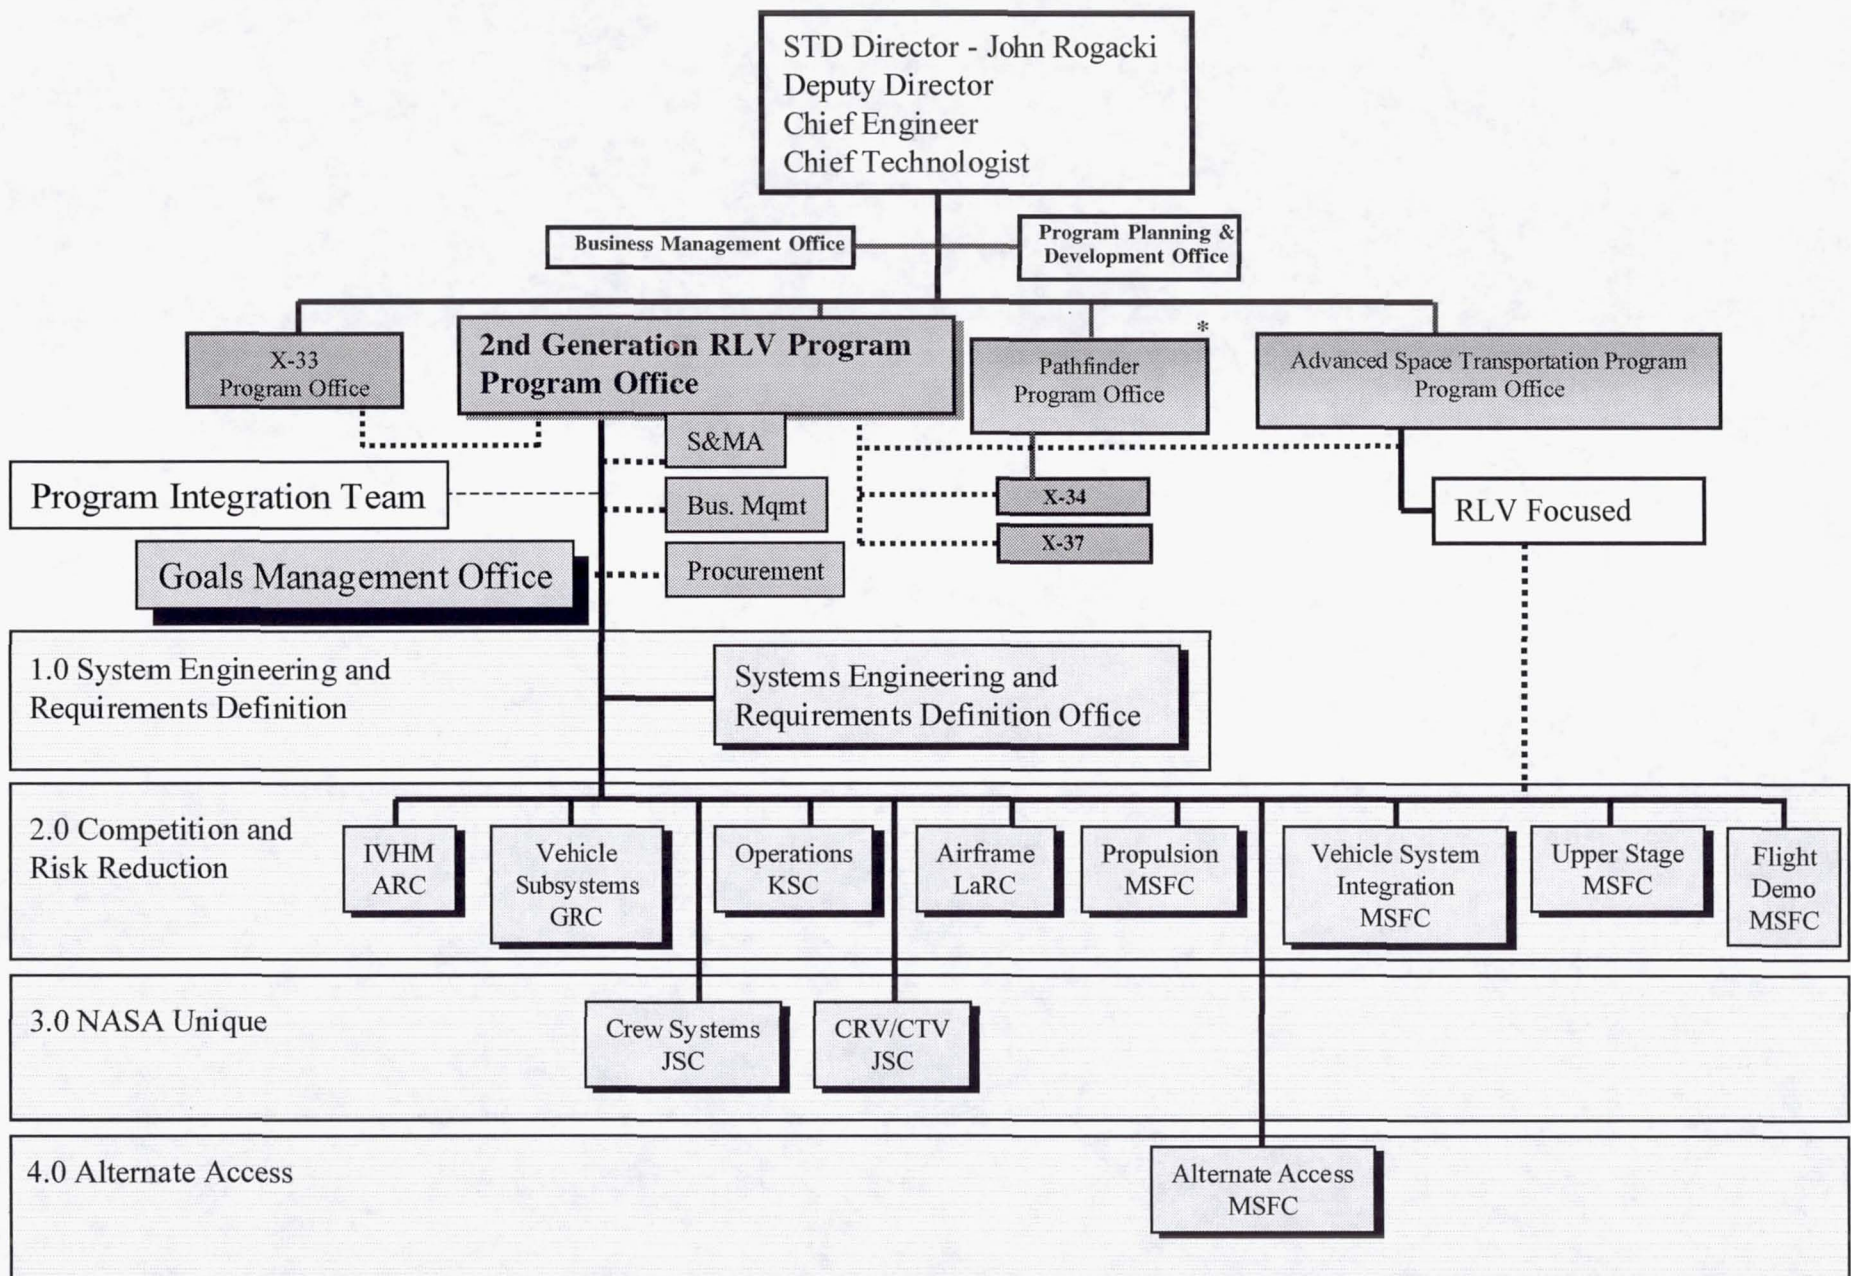 STD Director - John Rogacki
Deputy Director
Chief Engineer
Chief Technologist
Business Management Office
Program Planning &
Development Office
X-33
Program Office
2nd Generation RLV Program
Program Office
*
Pathfinder
Program Office
Advanced Space Transportation Program
Program Office
S&MA
Program Integration Team
Bus. Mqmt
X-34
RLV Focused
X-37
Goals Management Office
Procurement
1.0 System Engineering and
Requirements Definition
Systems Engineering and
Requirements Definition Office
2.0 Competition and
Risk Reduction
IVHM
ARC
Vehicle
Subsystems
GRC
Operations
KSC
Airframe
LaRC
Propulsion
MSFC
Vehicle System
Integration
MSFC
Upper Stage
MSFC
Flight
Demo
MSFC
3.0 NASA Unique
Crew Systems
JSC
CRV/CTV
JSC
4.0 Alternate Access
Alternate Access
MSFC